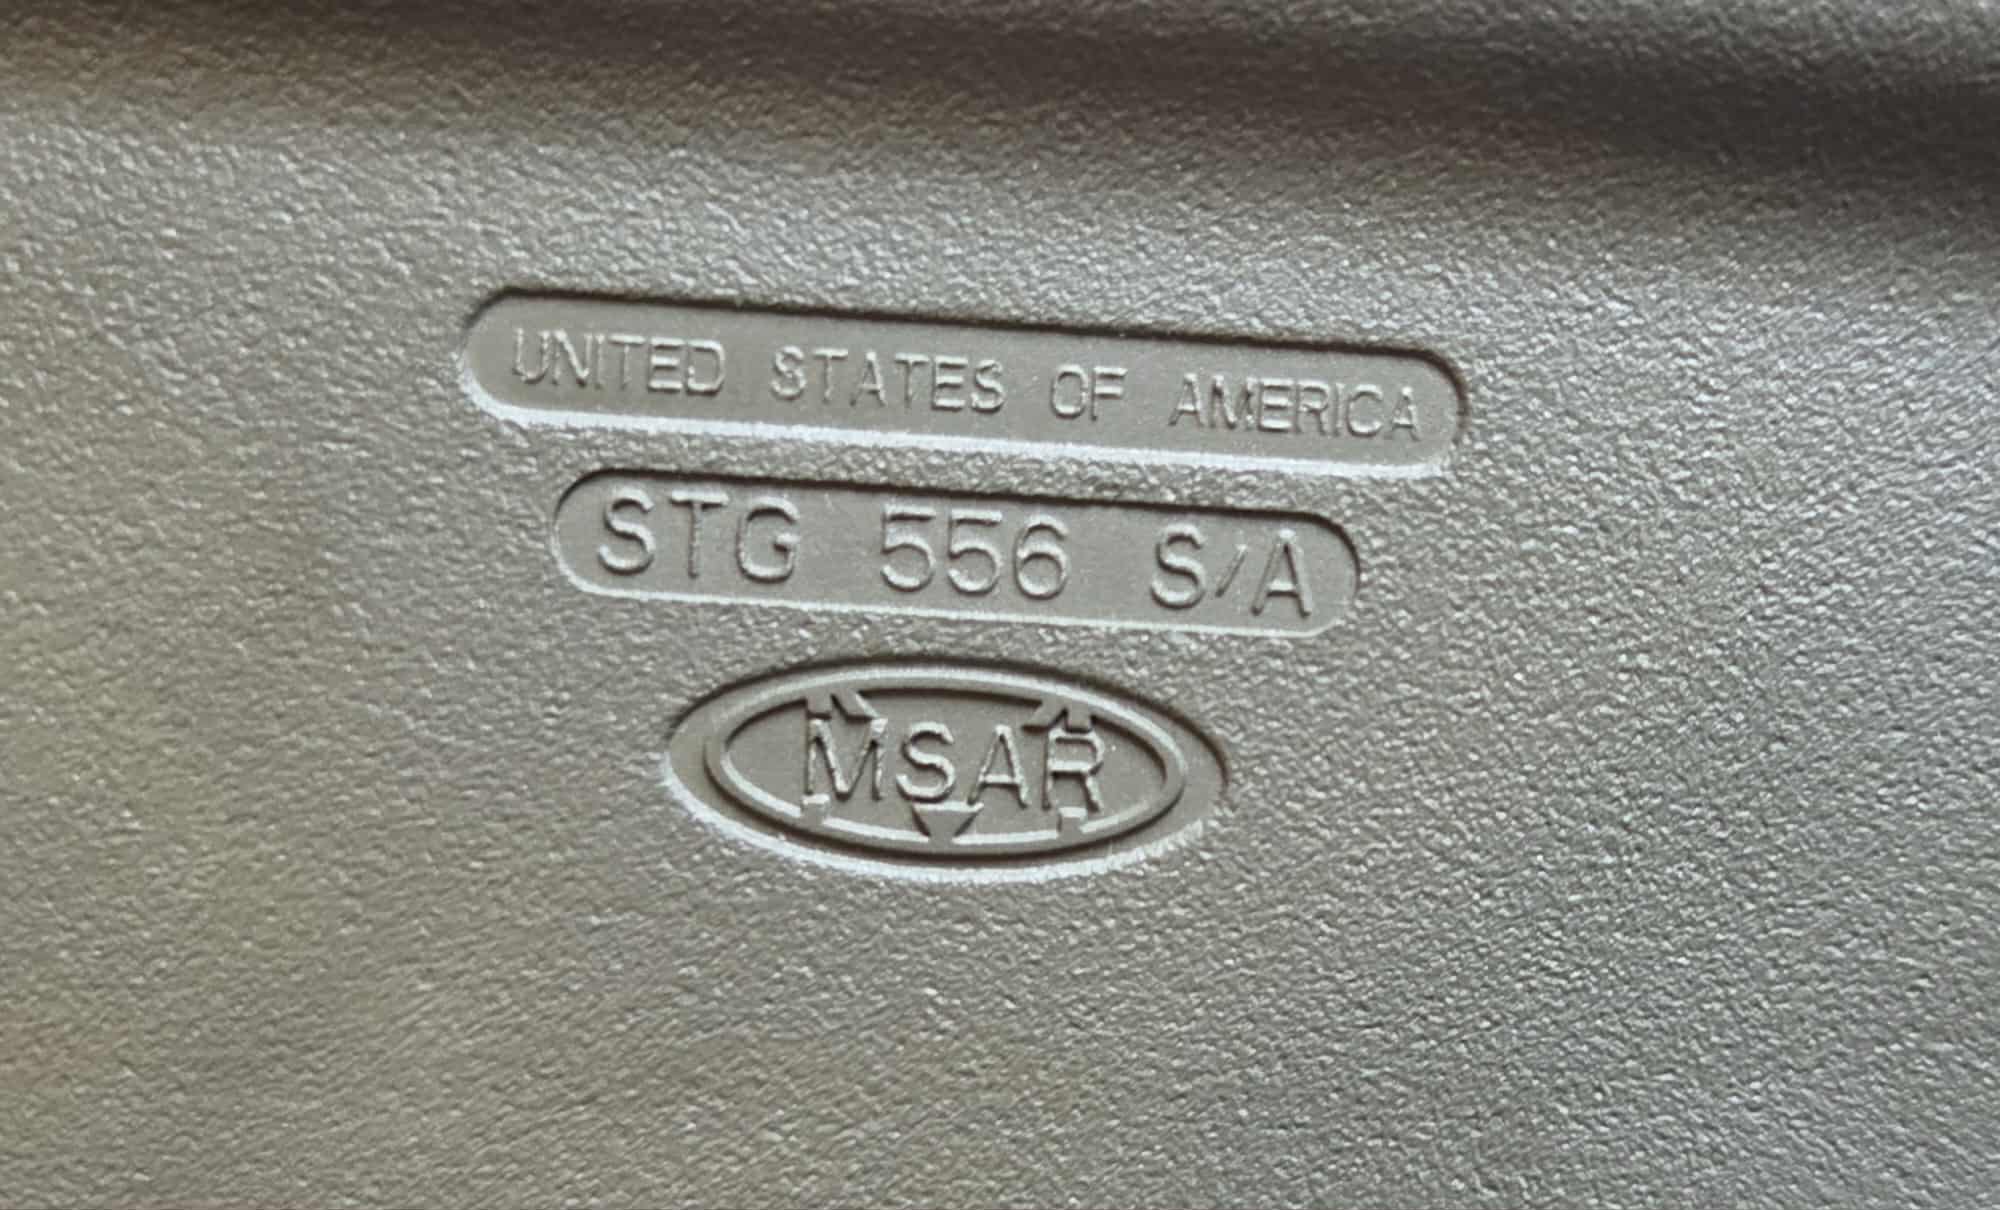 UNITED STATES OF AMERICA
STG 556 S/A
MSAR